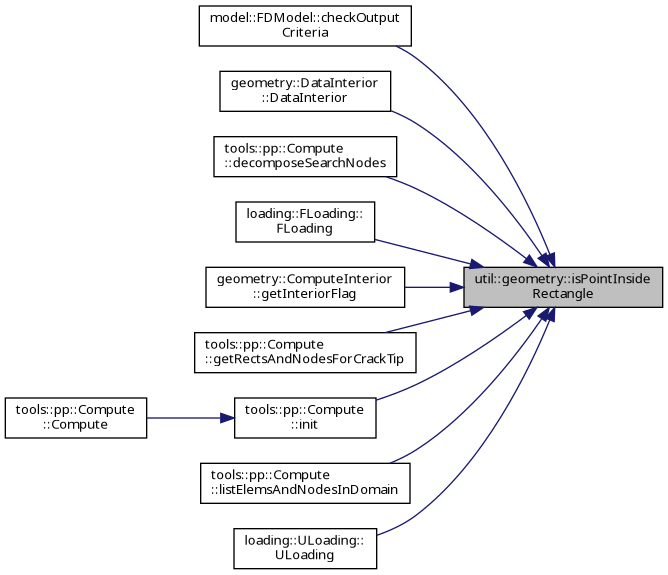 model::FDModel::checkOutput
Criteria
geometry::DataInterior
::DataInterior
tools::pp::Compute
::decomposeSearchNodes
loading::FLoading::
FLoading
geometry::ComputeInterior
::getInteriorFlag
util::geometry::isPointInside
Rectangle
tools::pp::Compute
::getRectsAndNodesForCrackTip
tools::pp::Compute
::Compute
tools::pp::Compute
::init
tools::pp::Compute
::listElemsAndNodesInDomain
loading::ULoading::
ULoading